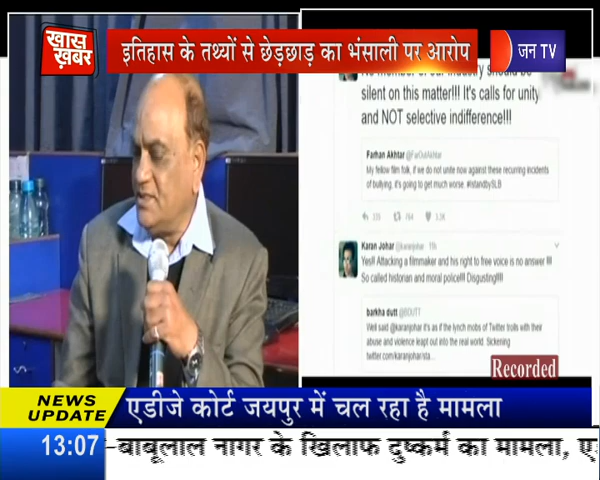 खास ख़बर
इतिहास के तथ्यों से छेड़छाड़ का भंसाली पर आरोप
जन TV
No member of our industry should be
silent on this matter!!! It's calls for unity
and NOT selective indifference!!!
Farhan Akhtar @FarOutAkhtar
My fellow film folk, if we do not unite now against these recurring incidents
of bullying, it's going to get much worse. #standbySLB
Karan Johar @karanjohar
Yes!! Attacking a filmmaker and his right to free voice is no answer !!!
So called historian and moral police!!! Disgusting!!!!
barkha dutt @BDUTT
Well said @karanjohar it's as if the lynch mobs of Twitter trolls with their
abuse and violence leapt out into the real world. Sickening
twitter.com/karanjohar/sta...
Recorded
NEWS UPDATE
एडीजे कोर्ट जयपुर में चल रहा है मामला
13:07
-बाबूलाल नागर के खिलाफ दुष्कर्म का मामला, ए